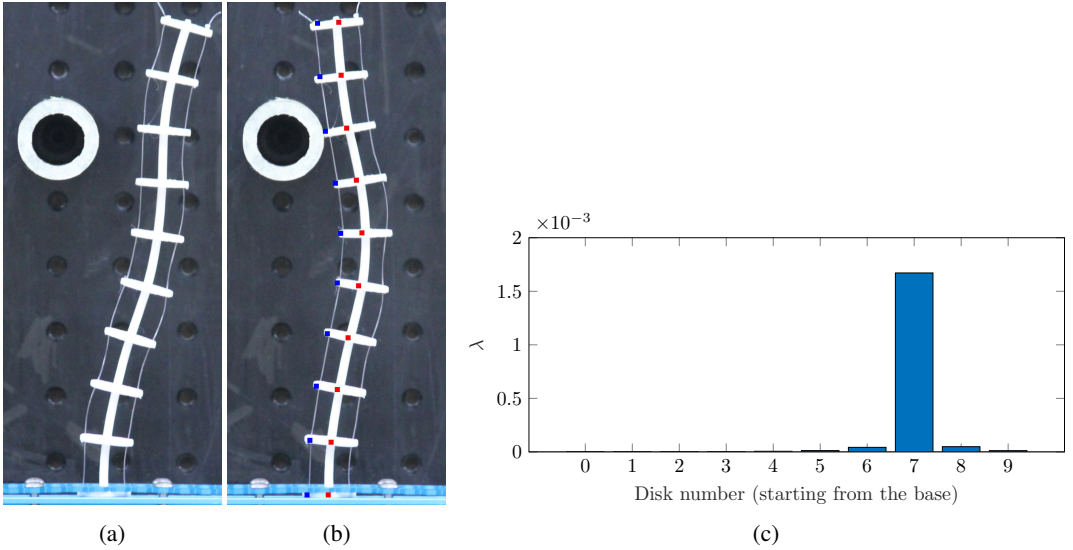 ×10⁻³
2
1.5
1
0.5
0
λ
0 1 2 3 4 5 6 7 8 9
Disk number (starting from the base)
(a) (b) (c)